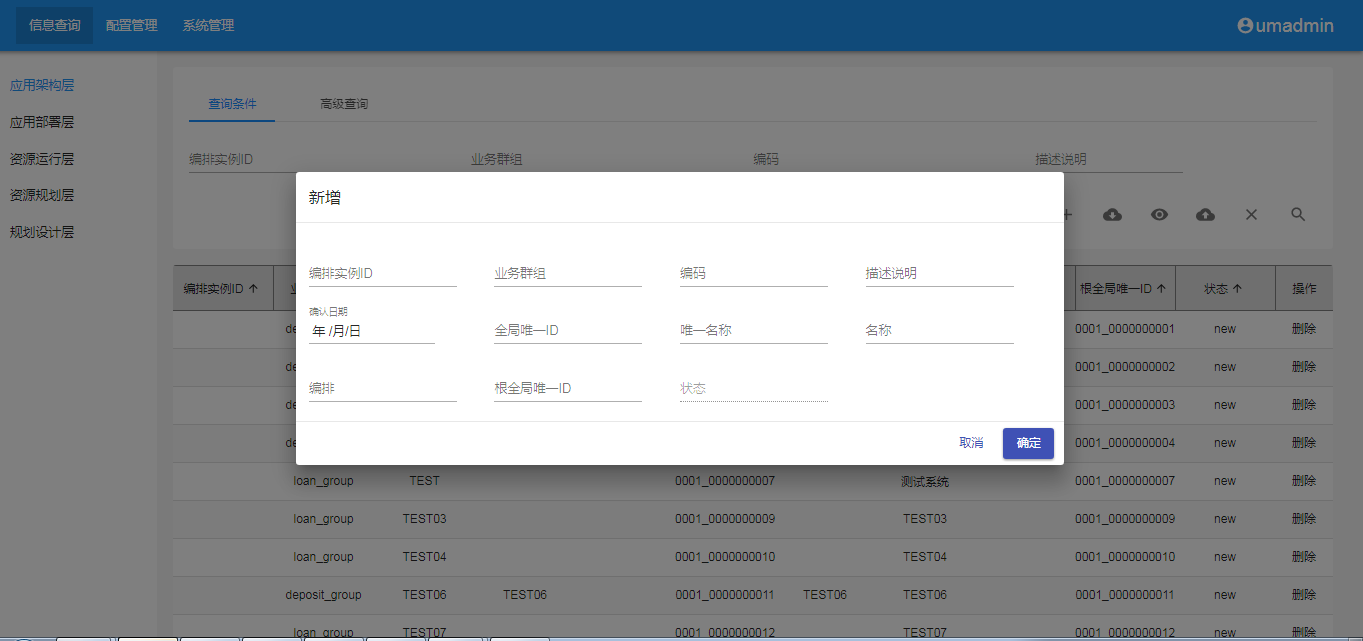 信息查询 配置管理 系统管理 umadmin
应用架构层
应用部署层
资源运行层
资源规划层
规划设计层
查询条件 高级查询
编排实例ID 业务群组 编码 描述说明
新增
编排实例ID 业务群组 编码 描述说明
确认日期
年 /月/日 全局唯一ID 唯一名称 名称
编排 根全局唯一ID 状态
取消 确定
编排实例ID 根全局唯一ID 状态 操作
0001_0000000001 new 删除
0001_0000000002 new 删除
0001_0000000003 new 删除
0001_0000000004 new 删除
loan_group TEST 0001_0000000007 测试系统 0001_0000000007 new 删除
loan_group TEST03 0001_0000000009 TEST03 0001_0000000009 new 删除
loan_group TEST04 0001_0000000010 TEST04 0001_0000000010 new 删除
deposit_group TEST06 TEST06 0001_0000000011 TEST06 TEST06 0001_0000000011 new 删除
loan_group TEST07 0001_0000000012 TEST07 0001_0000000012 new 删除